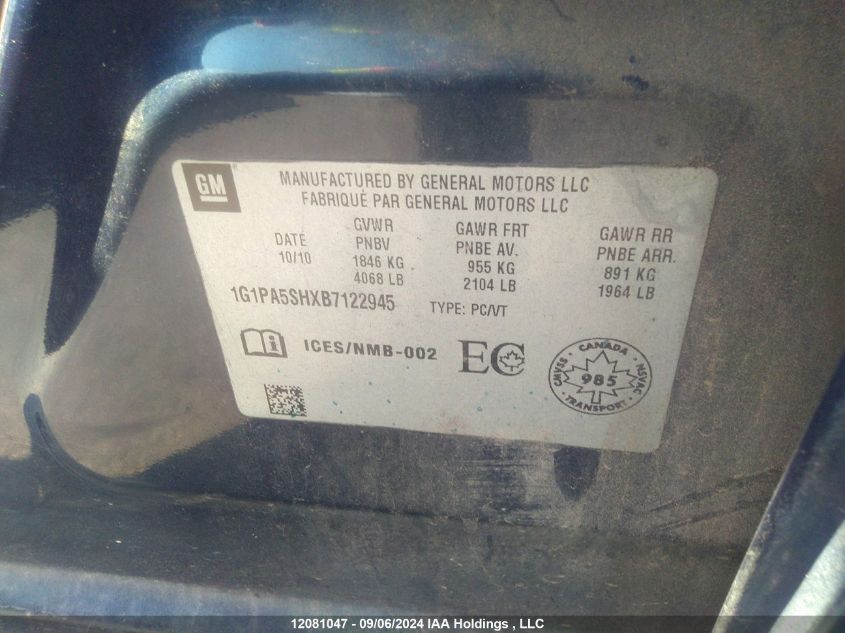 GM
MANUFACTURED BY GENERAL MOTORS LLC
FABRIQUÉ PAR GENERAL MOTORS LLC
DATE
10/10
GVWR
PNBV
1846 KG
4068 LB
GAWR FRT
PNBE AV.
955 KG
2104 LB
GAWR RR
PNBE ARR.
891 KG
1964 LB
1G1PA5SHXB7122945 TYPE: PC/VT
i ICES/NMB-002 EC
CANADA
CMVSS 985 NSVAC
TRANSPORT
12081047 - 09/06/2024 IAA Holdings , LLC